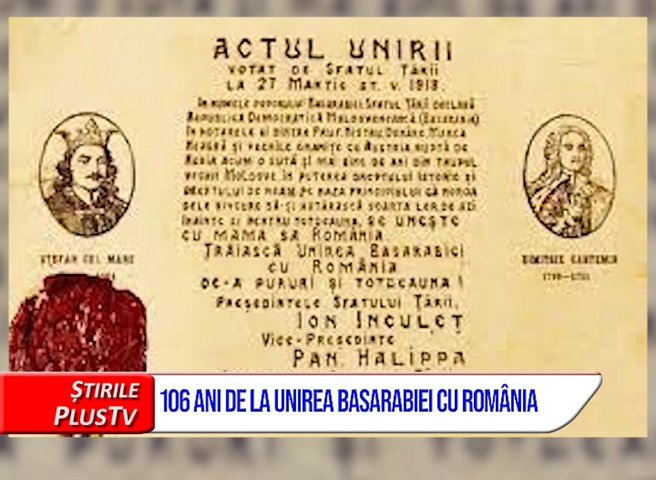 ACTUL UNIRII
VOTAT DE SFATUL ȚĂRII
LA 27 MARTIE ST. V. 1918
ÎN NUMELE POPORULUI BASARABIEI, SFATUL ȚĂRII DECLARĂ
REPUBLICA DEMOCRATICĂ MOLDOVENEASCĂ (BASARABIA)
ÎN HOTARELE EI DINTRE PRUT, NISTRU, DUNĂRE, MAREA
NEAGRĂ ȘI VECHILE GRANIȚE CU AUSTRIA RUPTĂ DE
RUSIA ACUM O SUTĂ ȘI MAI BINE DE ANI DIN TRUPUL
VECHII MOLDOVE, ÎN PUTEREA DREPTULUI ISTORIC ȘI
DREPTULUI DE NEAM, PE BAZA PRINCIPIULUI CĂ NOROA
DELE SINGURE SĂ-ȘI HOTĂRASCĂ SOARTA LOR DE AZI
ÎNAINTE ȘI PENTRU TOTDEAUNA, SE UNEȘTE
CU MAMA SA ROMÂNIA.
TRĂIASCĂ UNIREA BASARABIEI
CU ROMÂNIA
DE-A PURURI ȘI TOTDEAUNA!
PREȘEDINTELE SFATULUI ȚĂRII,
ION INCULEȚ
VICE-PREȘEDINTE
PAN. HALIPPA
ȘTEFAN CEL MARE
DIMITRIE CANTEMIR
ȘTIRILE
PLUSTV
106 ANI DE LA UNIREA BASARABIEI CU ROMÂNIA